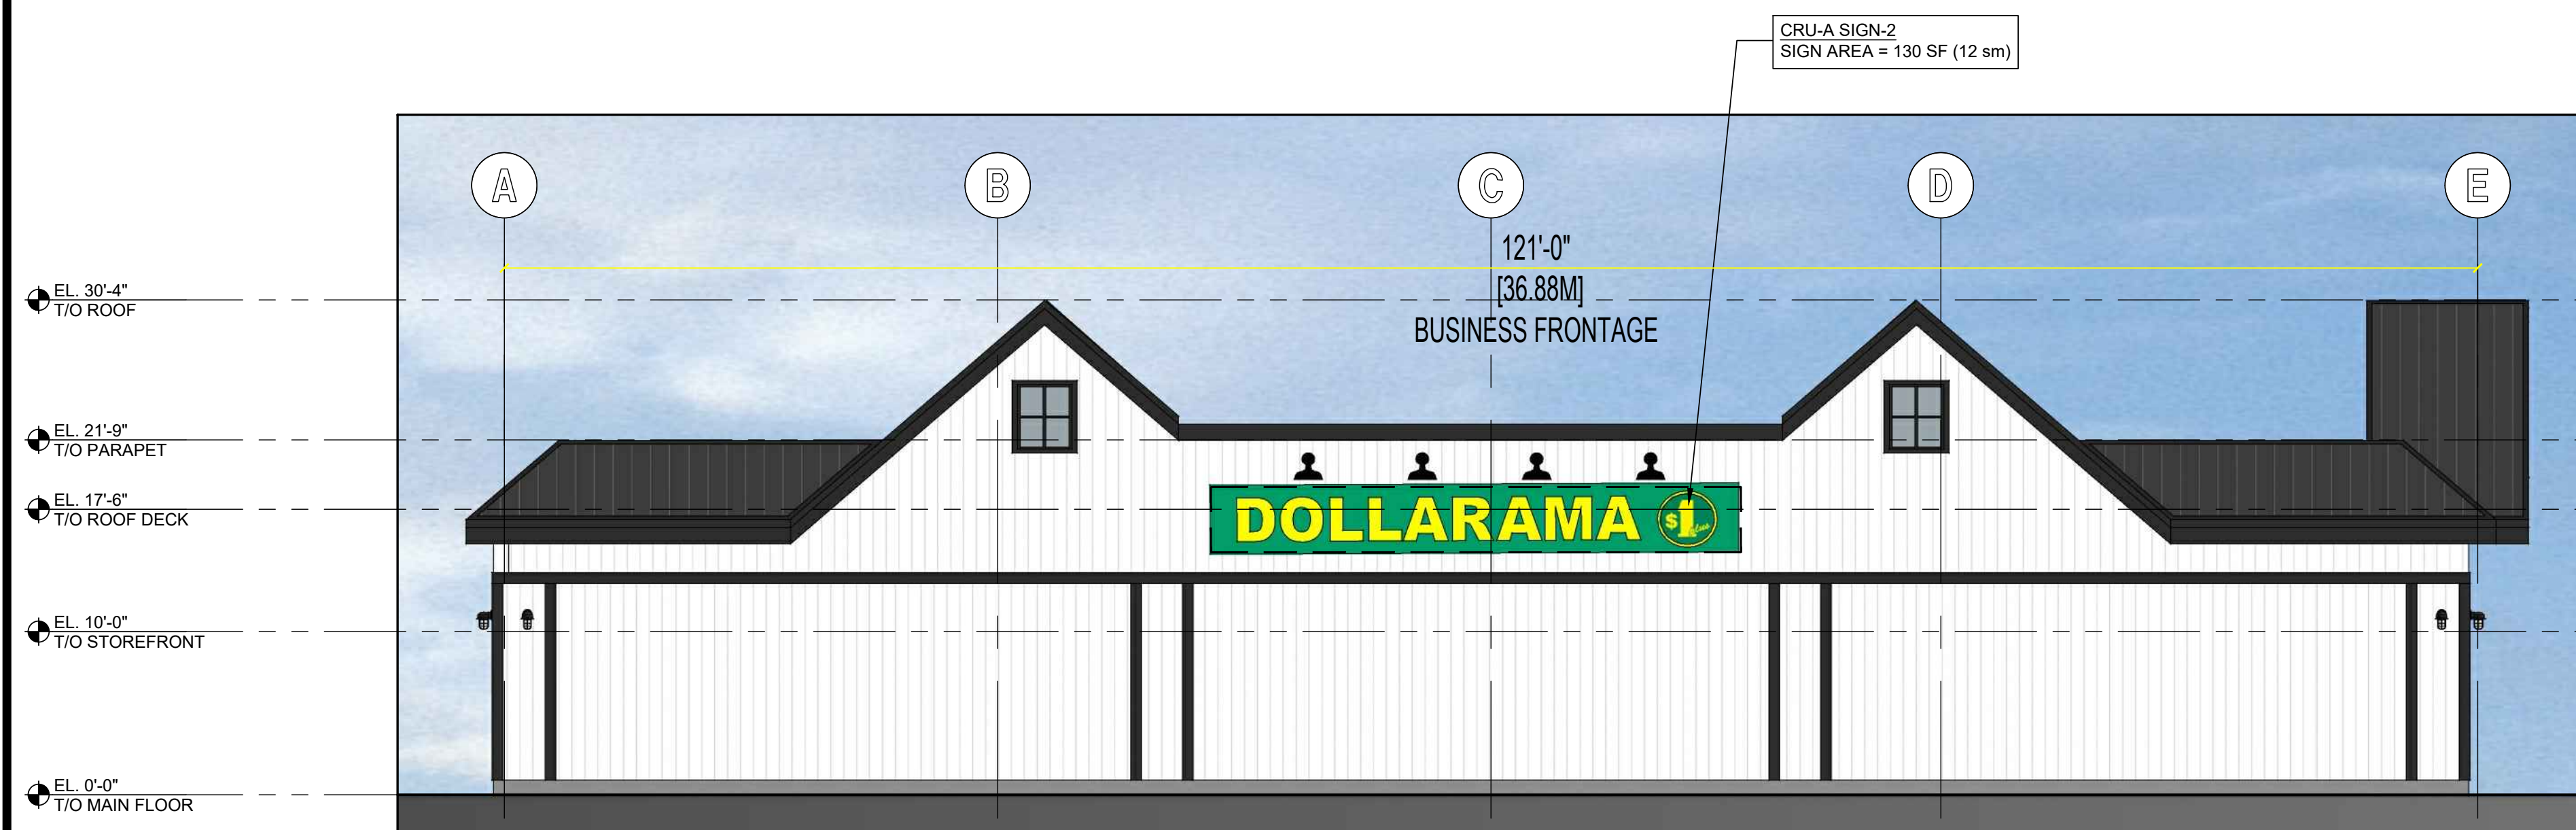 CRU-A SIGN-2
SIGN AREA = 130 SF (12 sm)
A B C D E
121'-0"
[36.88M]
BUSINESS FRONTAGE
EL. 30'-4"
T/O ROOF
EL. 21'-9"
T/O PARAPET
EL. 17'-6"
T/O ROOF DECK
DOLLARAMA $1 plus
EL. 10'-0"
T/O STOREFRONT
EL. 0'-0"
T/O MAIN FLOOR